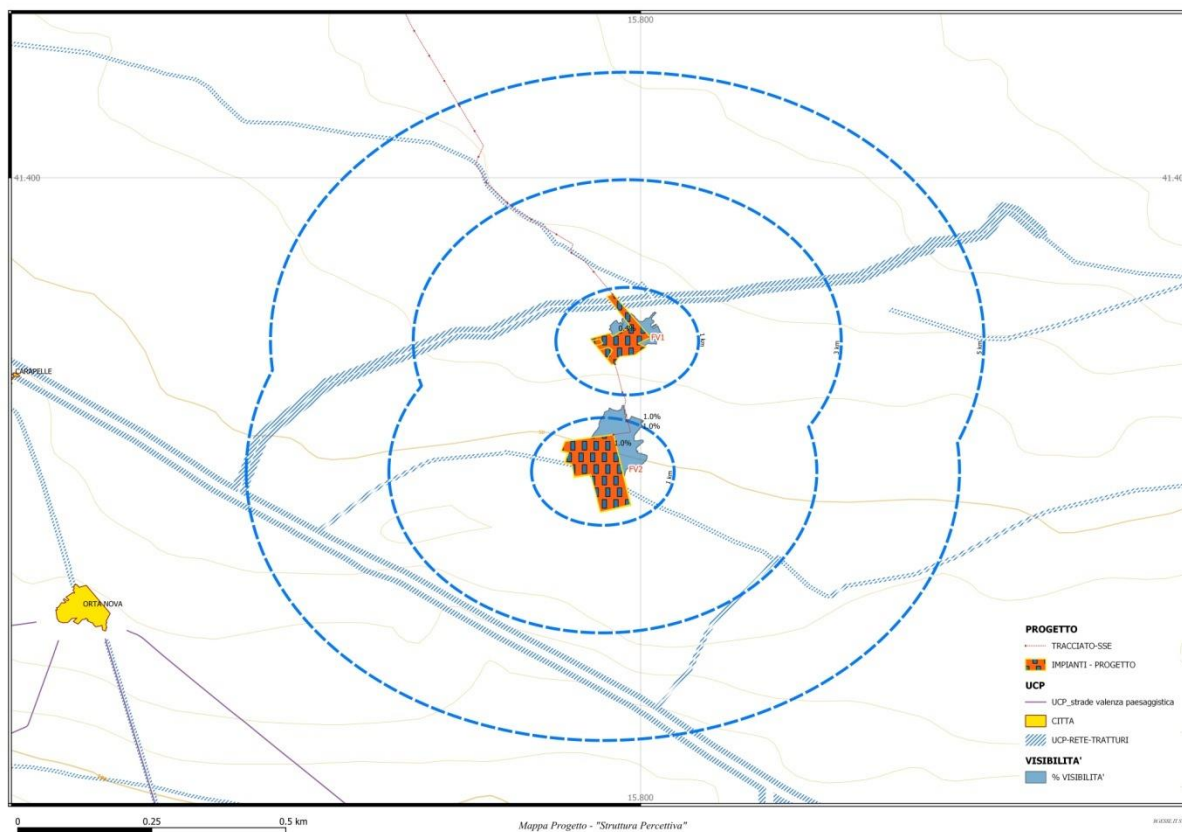 15.800
41.400
41.40
0.5%
FV1
1 km
3 km
5 km
CARAPELLE
1.0%
1.0%
1.0%
FV2
1 km
ORTA NOVA
PROGETTO
TRACCIATO-SSE
IMPIANTI - PROGETTO
UCP
UCP_strade valenza paesaggistica
CITTA
UCP-RETE-TRATTURI
VISIBILITA'
% VISIBILITA'
15.800
0 0.25 0.5 km
Mappa Progetto - "Struttura Percettiva"